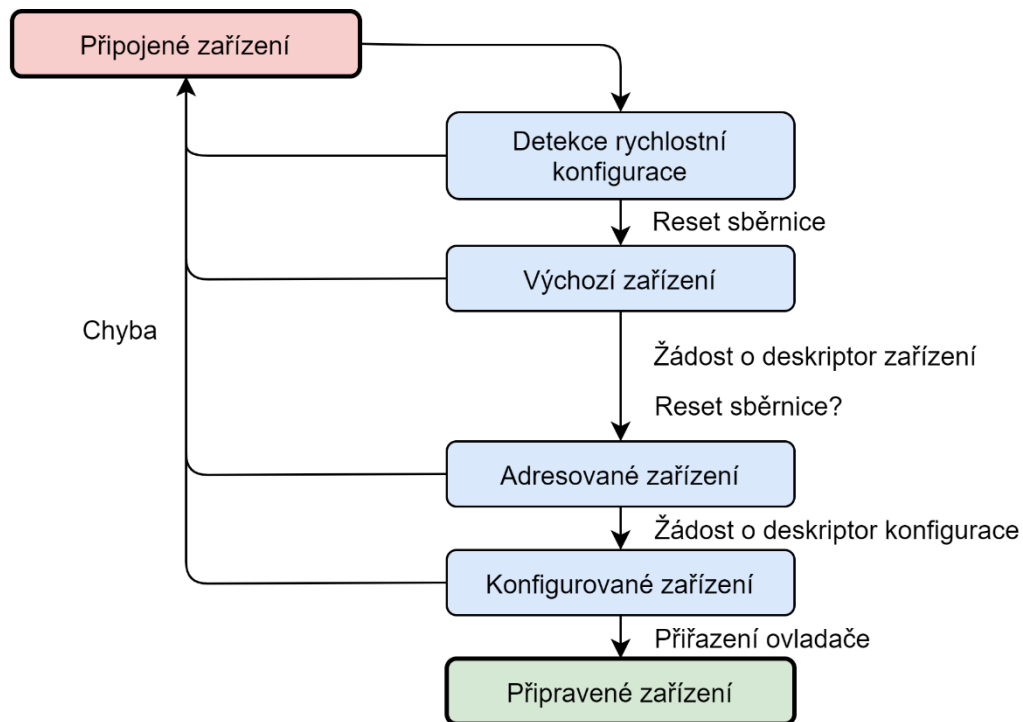 Připojené zařízení
Detekce rychlostní
konfigurace
Reset sběrnice
Výchozí zařízení
Chyba
Žádost o deskriptor zařízení
Reset sběrnice?
Adresované zařízení
Žádost o deskriptor konfigurace
Konfigurované zařízení
Přiřazení ovladače
Připravené zařízení